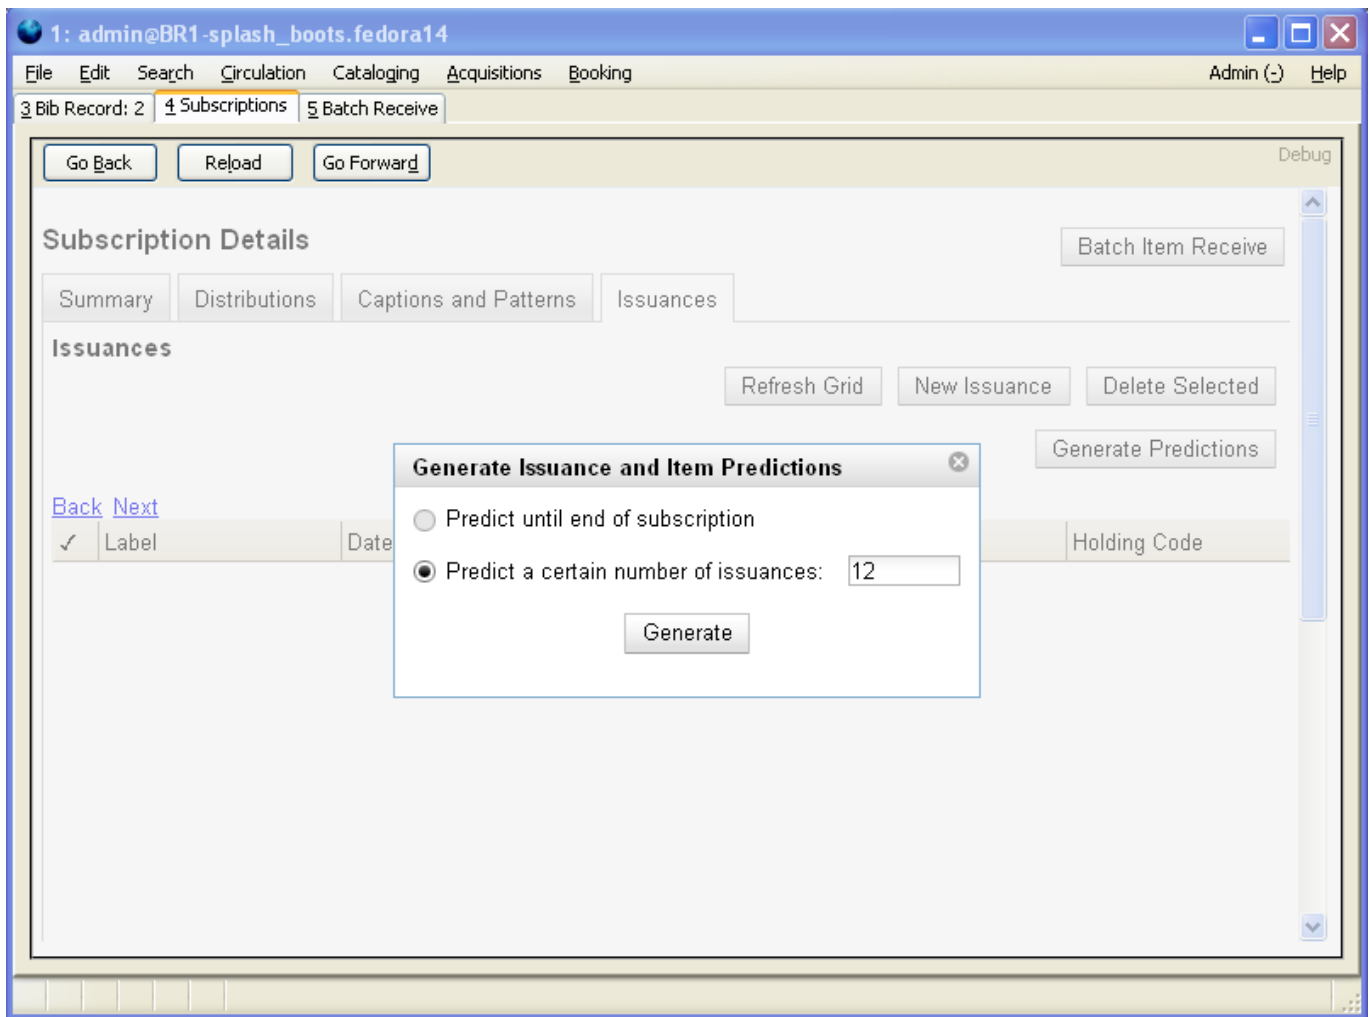 1: admin@BR1-splash_boots.fedora14
File Edit Search Circulation Cataloging Acquisitions Booking Admin (-) Help
3 Bib Record: 2 4 Subscriptions 5 Batch Receive
Go Back Reload Go Forward Debug
Subscription Details
Batch Item Receive
Summary Distributions Captions and Patterns Issuances
Issuances
Refresh Grid New Issuance Delete Selected
Generate Predictions
Generate Issuance and Item Predictions
Back Next
Predict until end of subscription
✓ Label Date Holding Code
Predict a certain number of issuances: 12
Generate